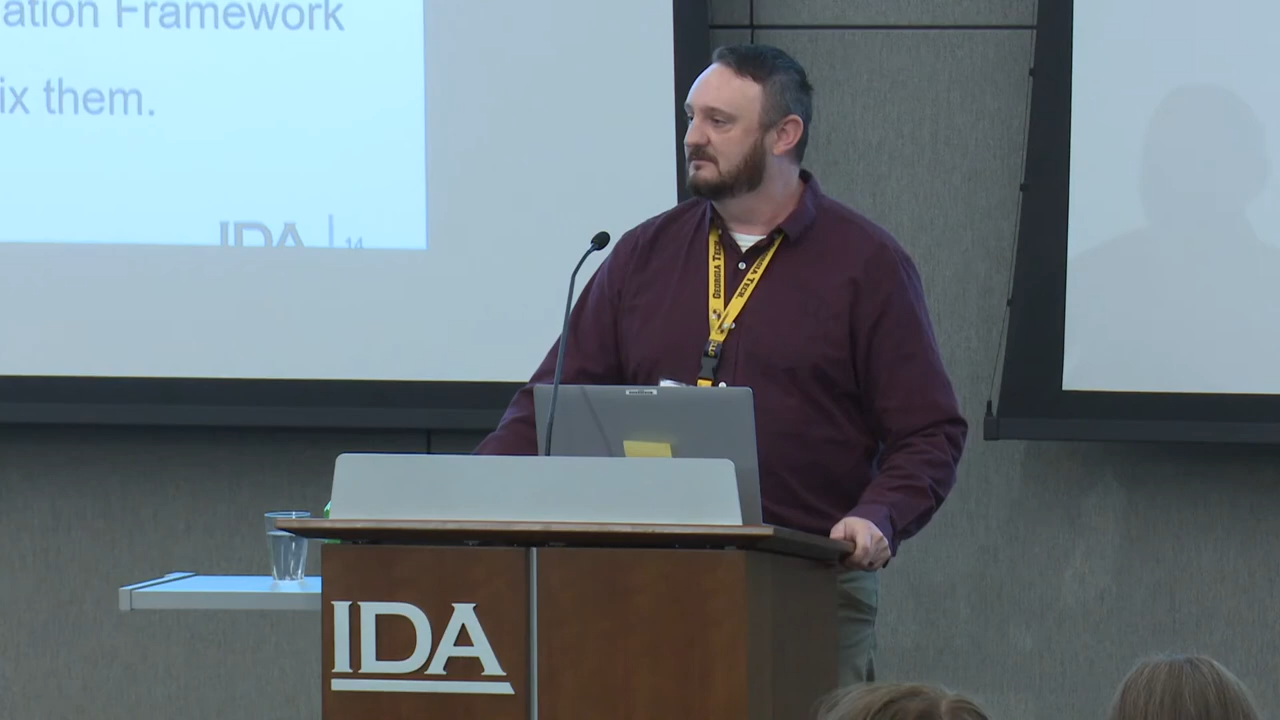 ation Framework
ix them.
IDA
14
GEORGIA TECH
GEORGIA TECH
IDA